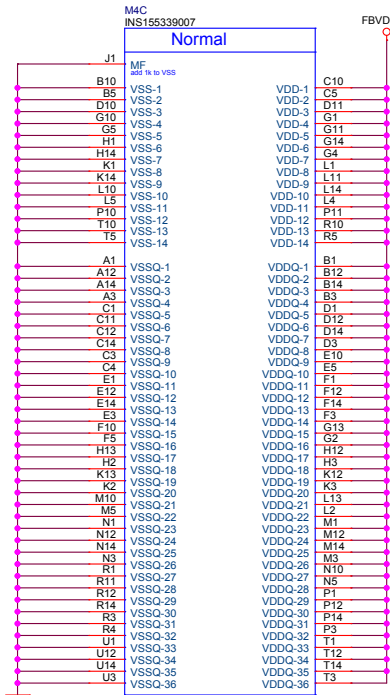 M4C
INS155339007
FBVD
Normal
J1 MF
add 1k to VSS
B10 VSS-1 VDD-1 C10
B5 VSS-2 VDD-2 C5
D10 VSS-3 VDD-3 D11
G10 VSS-4 VDD-4 G1
G5 VSS-5 VDD-5 G11
H1 VSS-6 VDD-6 G14
H14 VSS-7 VDD-7 G4
K1 VSS-8 VDD-8 L1
K14 VSS-9 VDD-9 L11
L10 VSS-10 VDD-10 L14
L5 VSS-11 VDD-11 L4
P10 VSS-12 VDD-12 P11
T10 VSS-13 VDD-13 R10
T5 VSS-14 VDD-14 R5
A1 VSSQ-1 VDDQ-1 B1
A12 VSSQ-2 VDDQ-2 B12
A14 VSSQ-3 VDDQ-3 B14
A3 VSSQ-4 VDDQ-4 B3
C1 VSSQ-5 VDDQ-5 D1
C11 VSSQ-6 VDDQ-6 D12
C12 VSSQ-7 VDDQ-7 D14
C14 VSSQ-8 VDDQ-8 D3
C3 VSSQ-9 VDDQ-9 E10
C4 VSSQ-10 VDDQ-10 E5
E1 VSSQ-11 VDDQ-11 F1
E12 VSSQ-12 VDDQ-12 F12
E14 VSSQ-13 VDDQ-13 F14
E3 VSSQ-14 VDDQ-14 F3
F10 VSSQ-15 VDDQ-15 G13
F5 VSSQ-16 VDDQ-16 G2
H13 VSSQ-17 VDDQ-17 H12
H2 VSSQ-18 VDDQ-18 H3
K13 VSSQ-19 VDDQ-19 K12
K2 VSSQ-20 VDDQ-20 K3
M10 VSSQ-21 VDDQ-21 L13
M5 VSSQ-22 VDDQ-22 L2
N1 VSSQ-23 VDDQ-23 M1
N12 VSSQ-24 VDDQ-24 M12
N14 VSSQ-25 VDDQ-25 M14
N3 VSSQ-26 VDDQ-26 M3
R1 VSSQ-27 VDDQ-27 N10
R11 VSSQ-28 VDDQ-28 N5
R12 VSSQ-29 VDDQ-29 P1
R14 VSSQ-30 VDDQ-30 P12
R3 VSSQ-31 VDDQ-31 P14
R4 VSSQ-32 VDDQ-32 P3
U1 VSSQ-33 VDDQ-33 T1
U12 VSSQ-34 VDDQ-34 T12
U14 VSSQ-35 VDDQ-35 T14
U3 VSSQ-36 VDDQ-36 T3